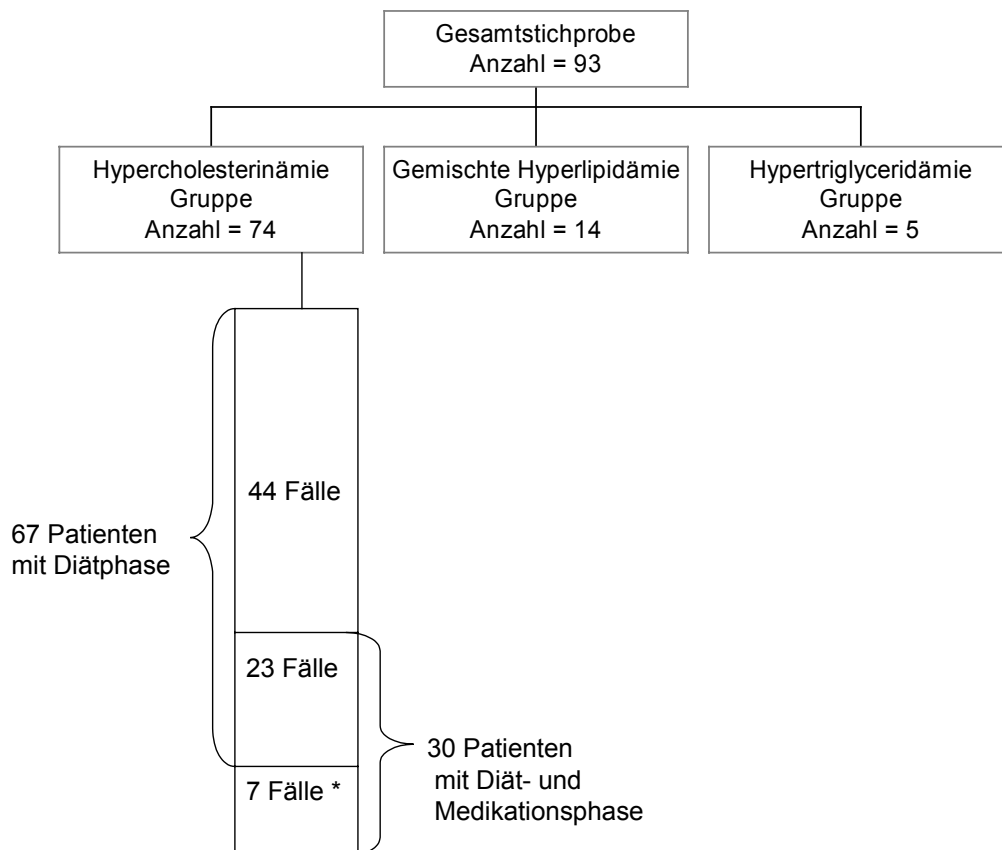 Gesamtstichprobe
Anzahl = 93
Hypercholesterinämie
Gruppe
Anzahl = 74
Gemischte Hyperlipidämie
Gruppe
Anzahl = 14
Hypertriglyceridämie
Gruppe
Anzahl = 5
44 Fälle
67 Patienten
mit Diätphase
23 Fälle
7 Fälle *
30 Patienten
mit Diät- und
Medikationsphase